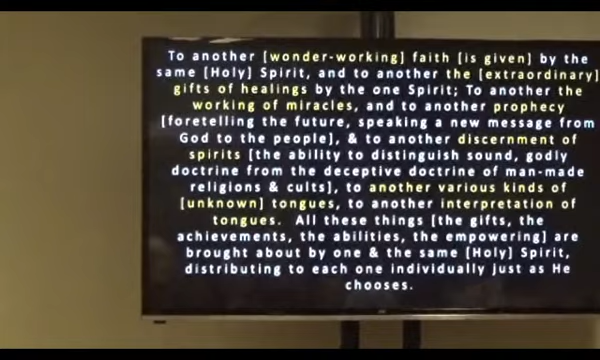 To another [wonder-working] faith [is given] by the
same [Holy] Spirit, and to another the [extraordinary]
gifts of healings by the one Spirit; To another the
working of miracles, and to another prophecy
[foretelling the future, speaking a new message from
God to the people], & to another discernment of
spirits [the ability to distinguish sound, godly
doctrine from the deceptive doctrine of man-made
religions & cults], to another various kinds of
[unknown] tongues, to another interpretation of
tongues. All these things [the gifts, the
achievements, the abilities, the empowering] are
brought about by one & the same [Holy] Spirit,
distributing to each one individually just as He
chooses.